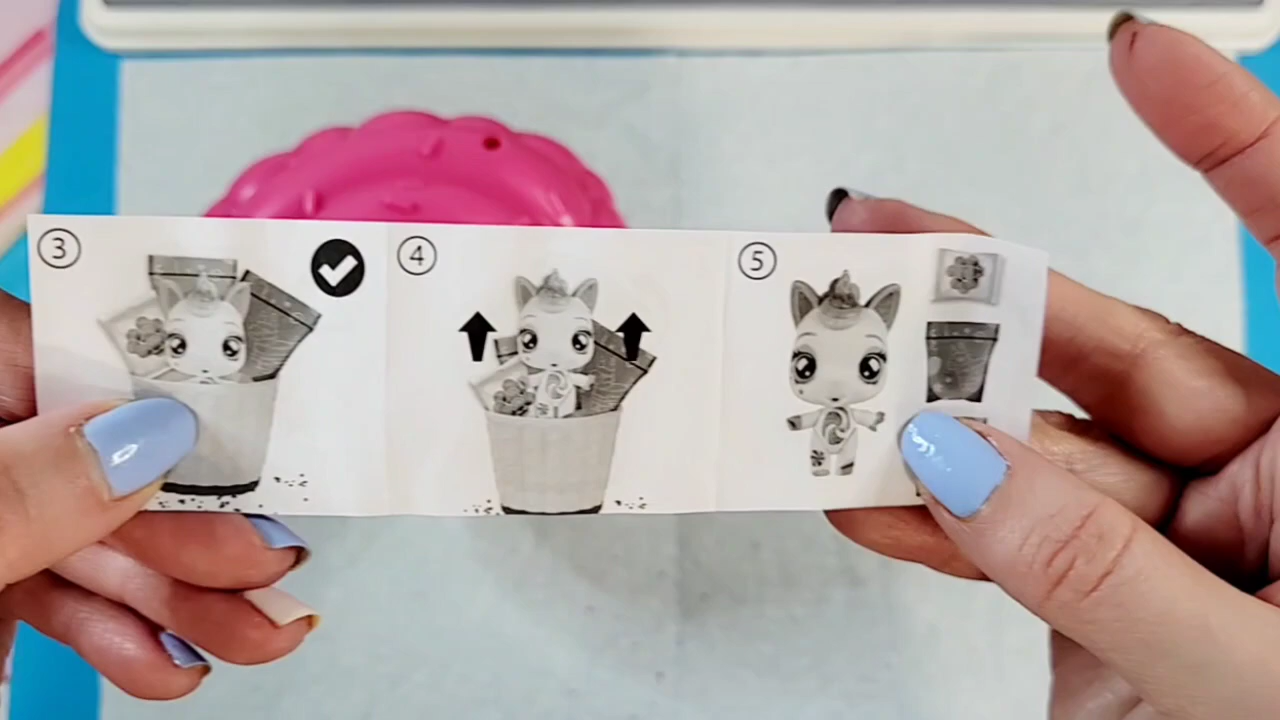 ③
④
⑤